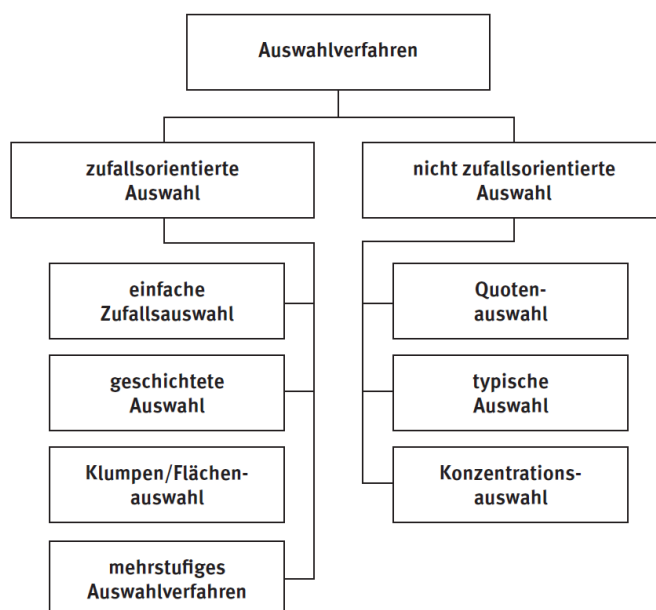 Auswahlverfahren
zufallsorientierte
Auswahl
nicht zufallsorientierte
Auswahl
einfache
Zufallsauswahl
geschichtete
Auswahl
Klumpen/Flächen-
auswahl
mehrstufiges
Auswahlverfahren
Quoten-
auswahl
typische
Auswahl
Konzentrations-
auswahl